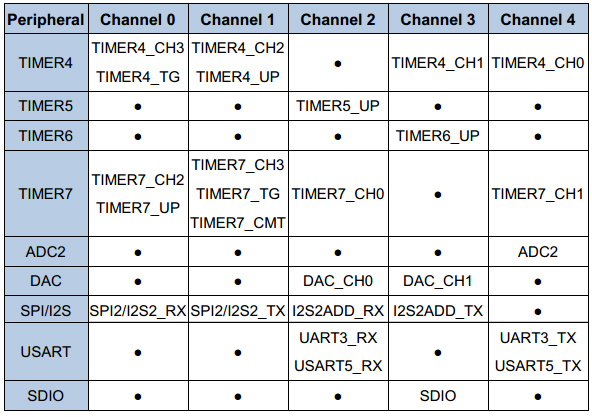 Peripheral Channel 0 Channel 1 Channel 2 Channel 3 Channel 4
TIMER4 TIMER4_CH3 TIMER4_TG TIMER4_CH2 TIMER4_UP ● TIMER4_CH1 TIMER4_CH0
TIMER5 ● ● TIMER5_UP ● ●
TIMER6 ● ● ● TIMER6_UP ●
TIMER7 TIMER7_CH2 TIMER7_UP TIMER7_CH3 TIMER7_TG TIMER7_CMT TIMER7_CH0 ● TIMER7_CH1
ADC2 ● ● ● ● ADC2
DAC ● ● DAC_CH0 DAC_CH1 ●
SPI/I2S SPI2/I2S2_RX SPI2/I2S2_TX I2S2ADD_RX I2S2ADD_TX ●
USART ● ● UART3_RX USART5_RX ● UART3_TX USART5_TX
SDIO ● ● ● SDIO ●